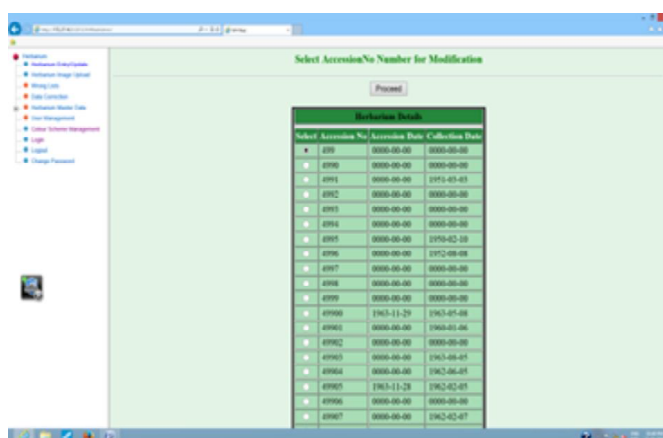 Herbarium
Herbarium Entry/Update
Herbarium Image Upload
Wrong Lists
Data Correction
Herbarium Master Data
User Management
Colour Scheme Management
Login
Logout
Change Password
Select AccessionNo Number for Modification
Proceed
Herbarium Details
Select Accession No Accession Date Collection Date
499 0000-00-00 0000-00-00
4990 0000-00-00 0000-00-00
4991 0000-00-00 1951-03-03
4992 0000-00-00 0000-00-00
4993 0000-00-00 0000-00-00
4994 0000-00-00 0000-00-00
4995 0000-00-00 1950-02-10
4996 0000-00-00 1952-08-08
4997 0000-00-00 0000-00-00
4998 0000-00-00 0000-00-00
4999 0000-00-00 0000-00-00
49900 1963-11-29 1963-05-08
49901 0000-00-00 1960-01-06
49902 0000-00-00 0000-00-00
49903 0000-00-00 1963-08-05
49904 0000-00-00 1962-06-05
49905 1963-11-28 1962-02-05
49906 0000-00-00 0000-00-00
49907 0000-00-00 1962-02-07